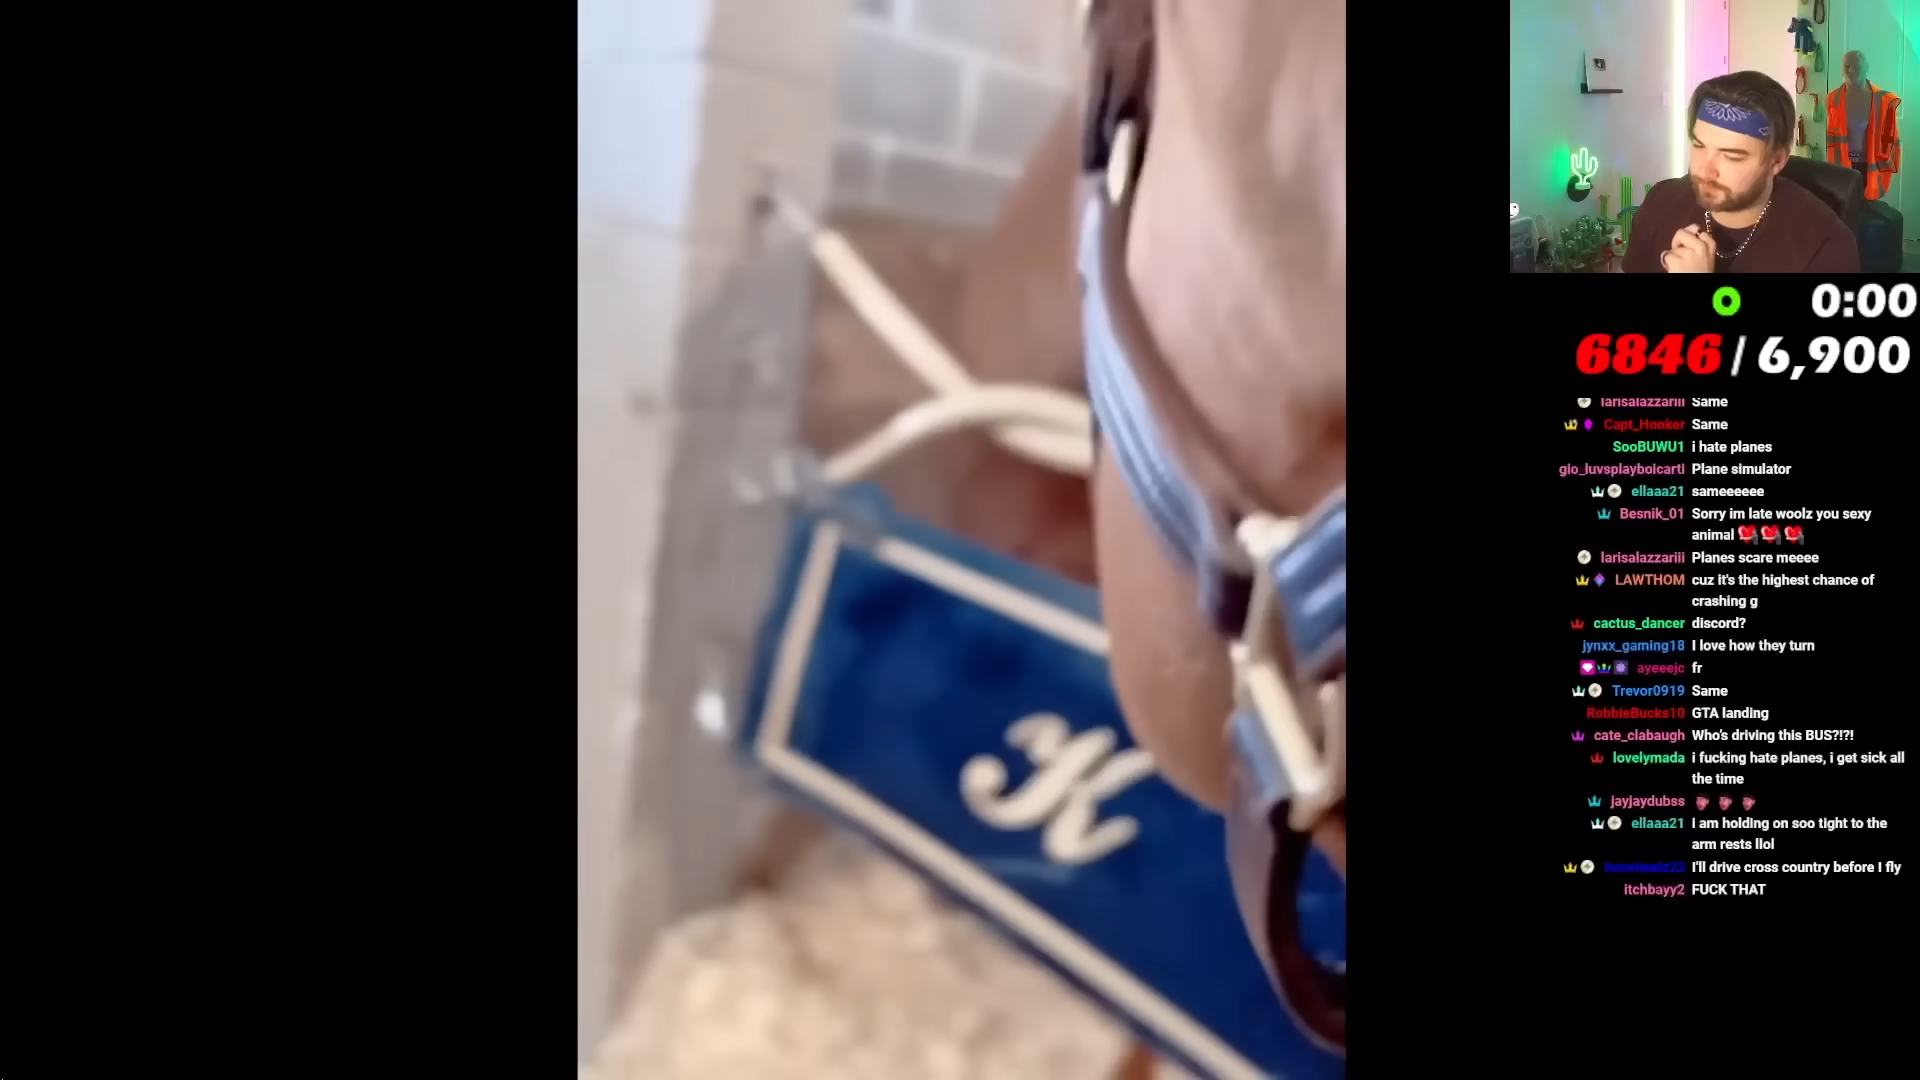 0:00
6846 / 6,900
larisalazzariii Same
Capt_Hooker Same
SooBUWU1 i hate planes
gio_luvsplayboicarti Plane simulator
ellaaa21 sameeeeee
Besnik_01 Sorry im late woolz you sexy
animal
larisalazzariii Planes scare meeee
LAWTHOM cuz it's the highest chance of
crashing g
cactus_dancer discord?
jynxx_gaming18 I love how they turn
ayeeejc fr
Trevor0919 Same
RobbieBucks10 GTA landing
cate_clabaugh Who's driving this BUS?!?!
lovelymada i fucking hate planes, i get sick all
the time
jayjaydubss
ellaaa21 I am holding on soo tight to the
arm rests llol
I'll drive cross country before I fly
itchbayy2 FUCK THAT
K